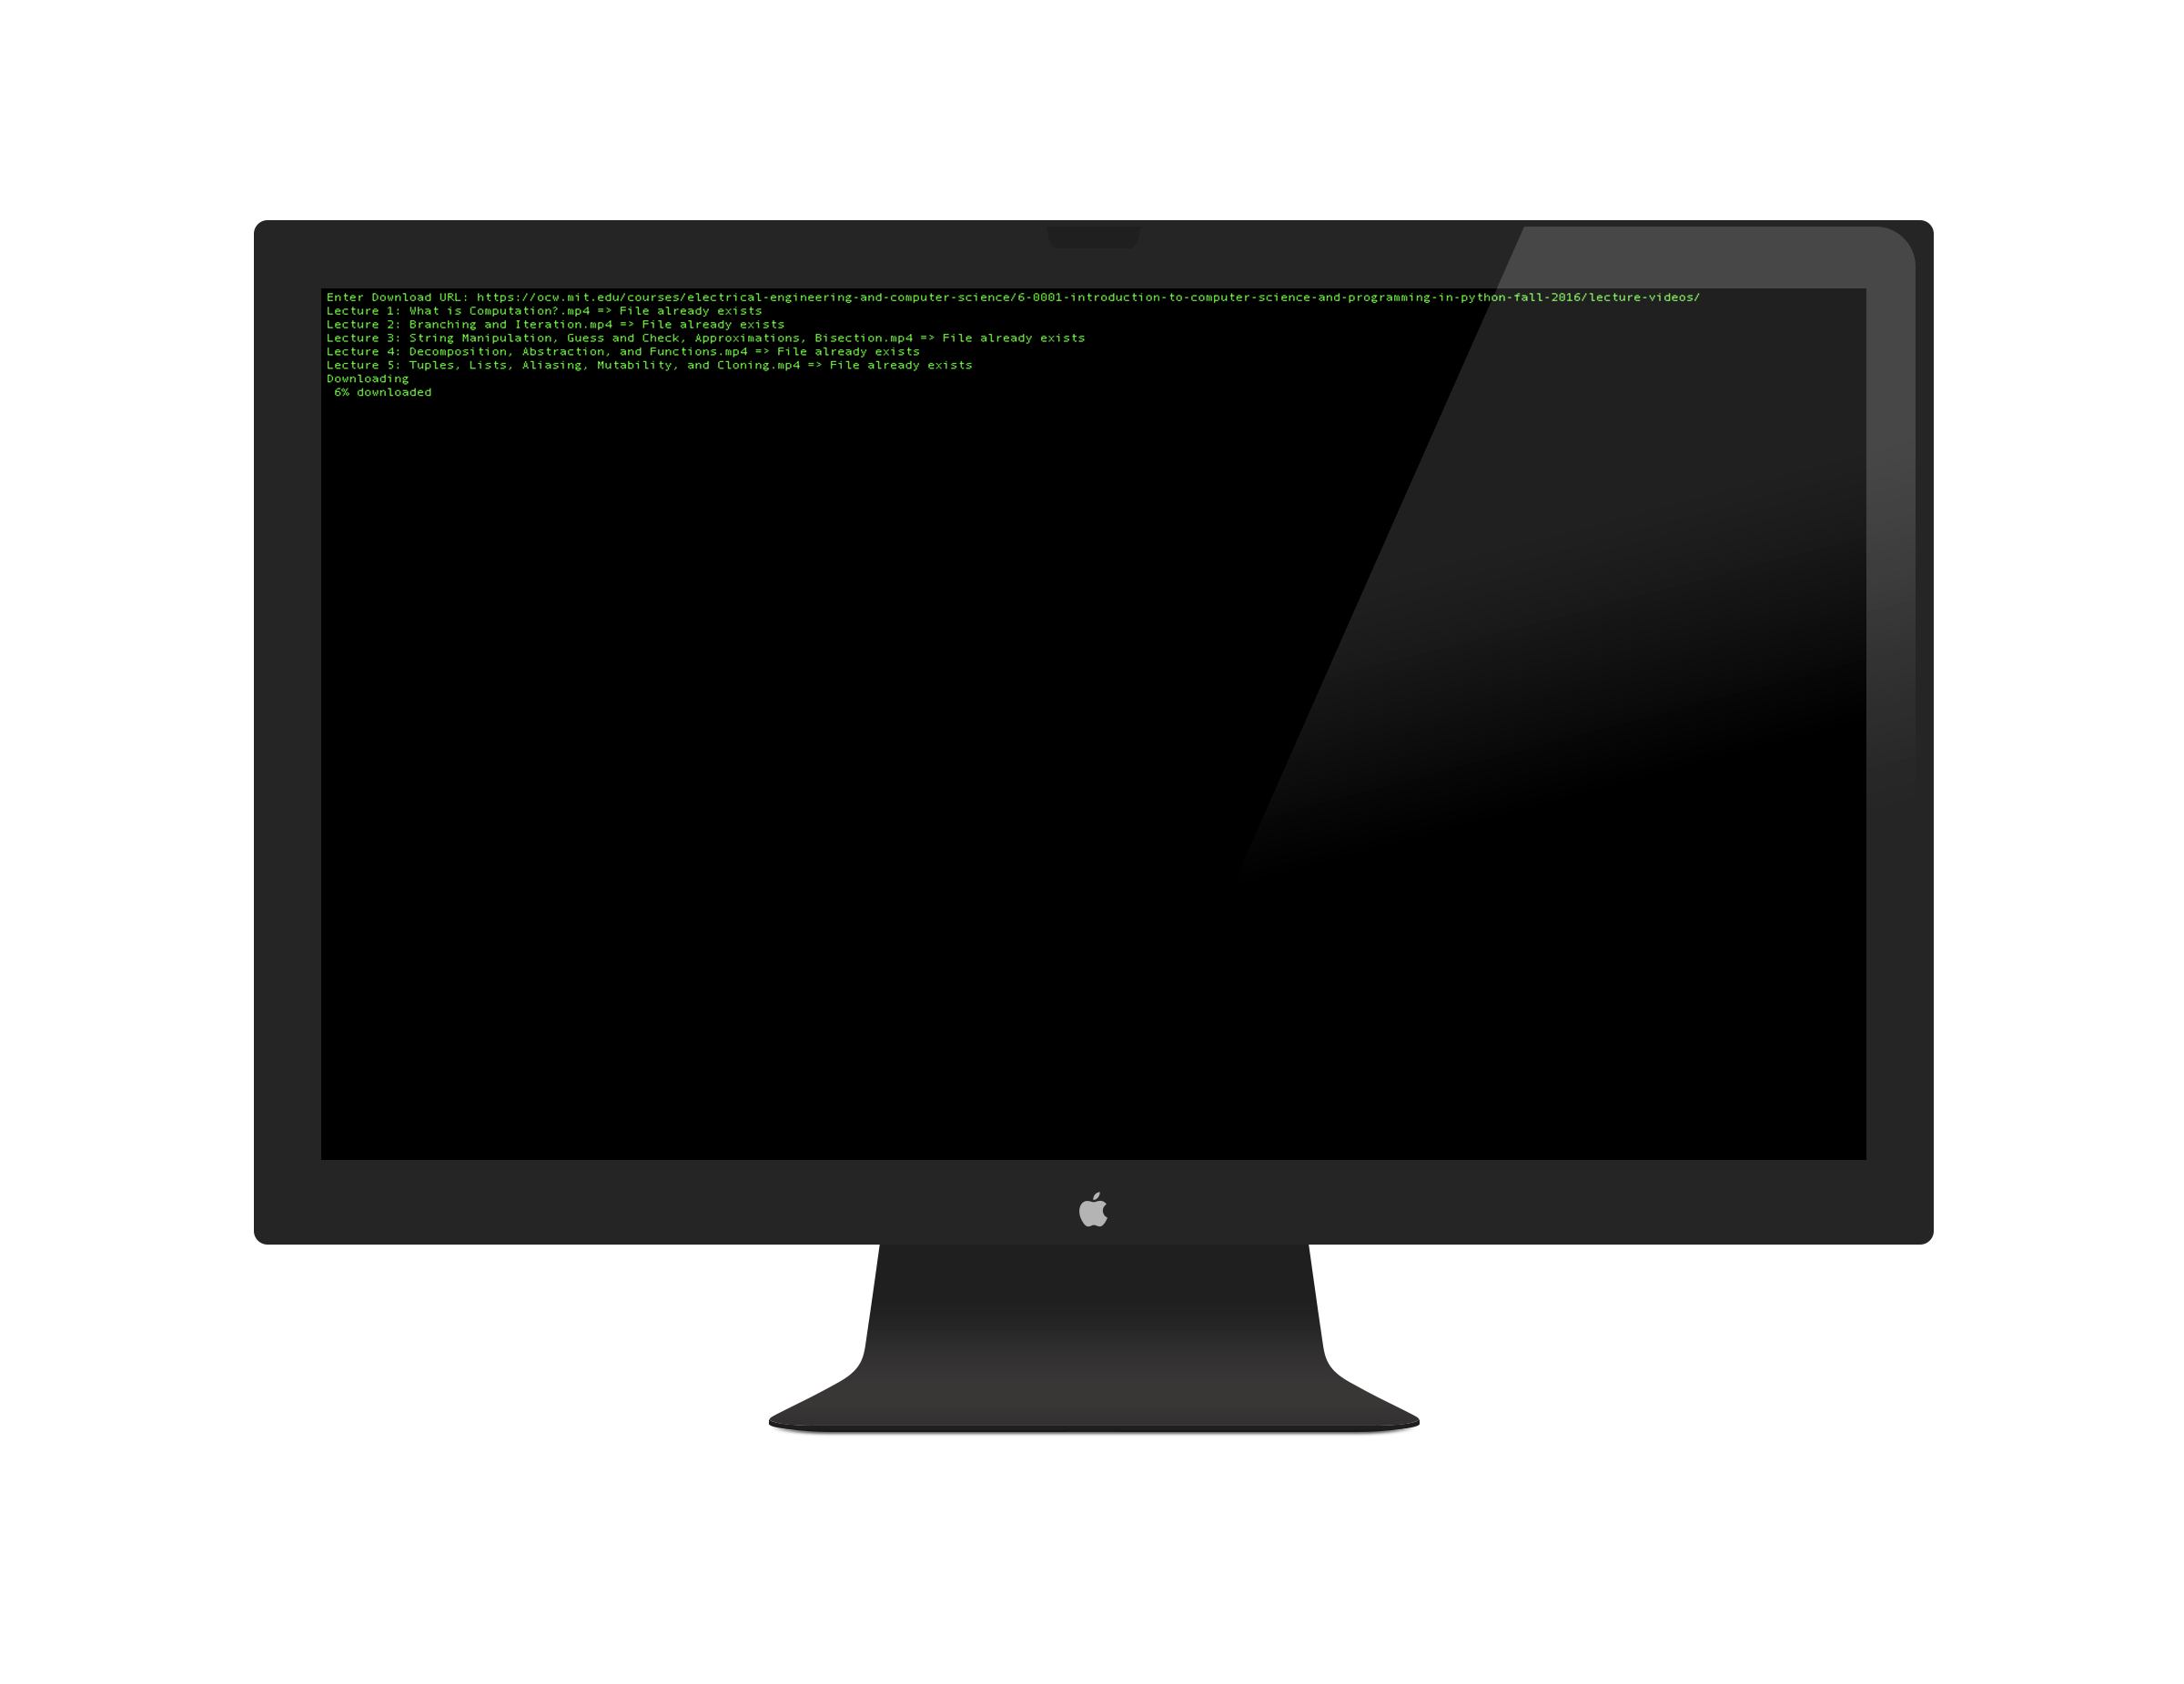 Enter Download URL: https://ocw.mit.edu/courses/electrical-engineering-and-computer-science/6-0001-introduction-to-computer-science-and-programming-in-python-fall-2016/lecture-videos/
Lecture 1: What is Computation?.mp4 => File already exists
Lecture 2: Branching and Iteration.mp4 => File already exists
Lecture 3: String Manipulation, Guess and Check, Approximations, Bisection.mp4 => File already exists
Lecture 4: Decomposition, Abstraction, and Functions.mp4 => File already exists
Lecture 5: Tuples, Lists, Aliasing, Mutability, and Cloning.mp4 => File already exists
Downloading
6% downloaded